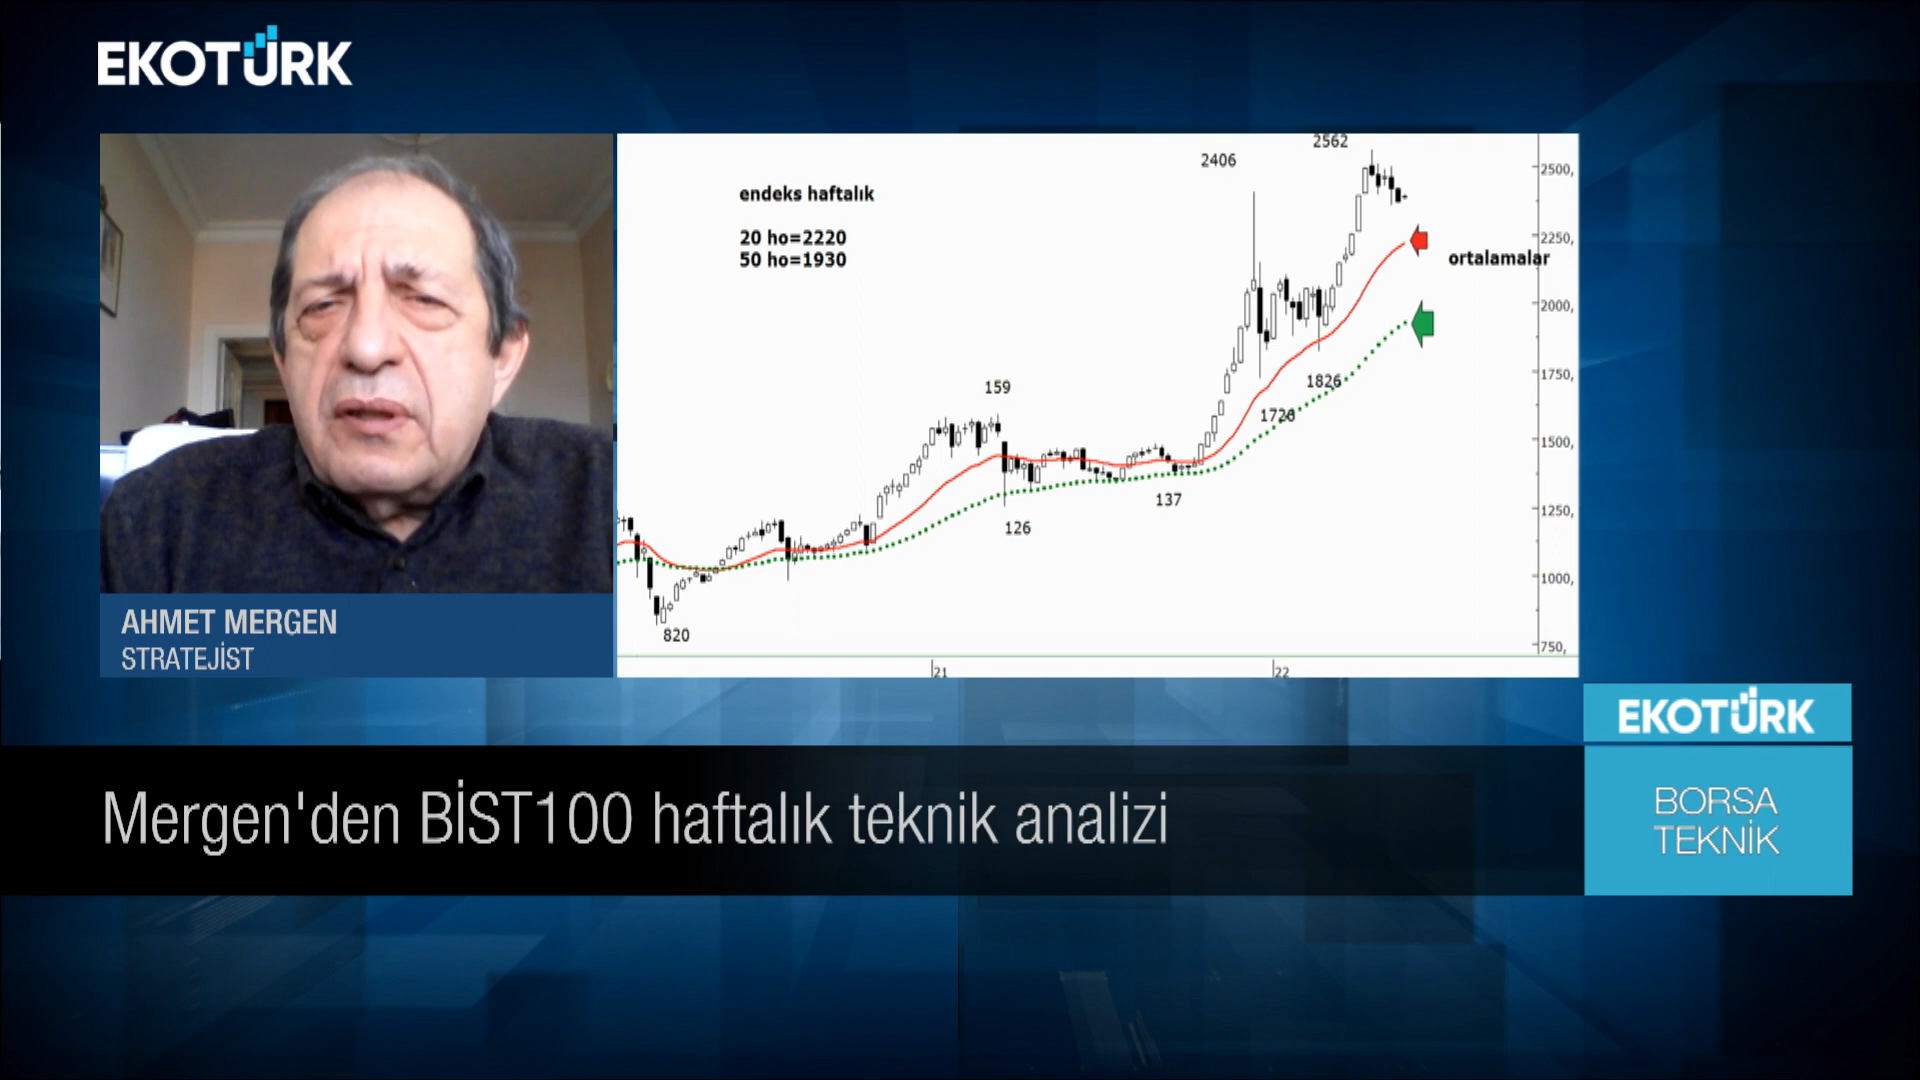 EKOTÜRK
2562
2406
2500,
endeks haftalık
20 ho=2220
50 ho=1930
2250,
ortalamalar
2000,
1750,
1826
159
1726
1500,
137
1250,
126
1000,
820
750,
21
22
AHMET MERGEN
STRATEJİST
EKOTÜRK
BORSA
TEKNİK
Mergen'den BİST100 haftalık teknik analizi